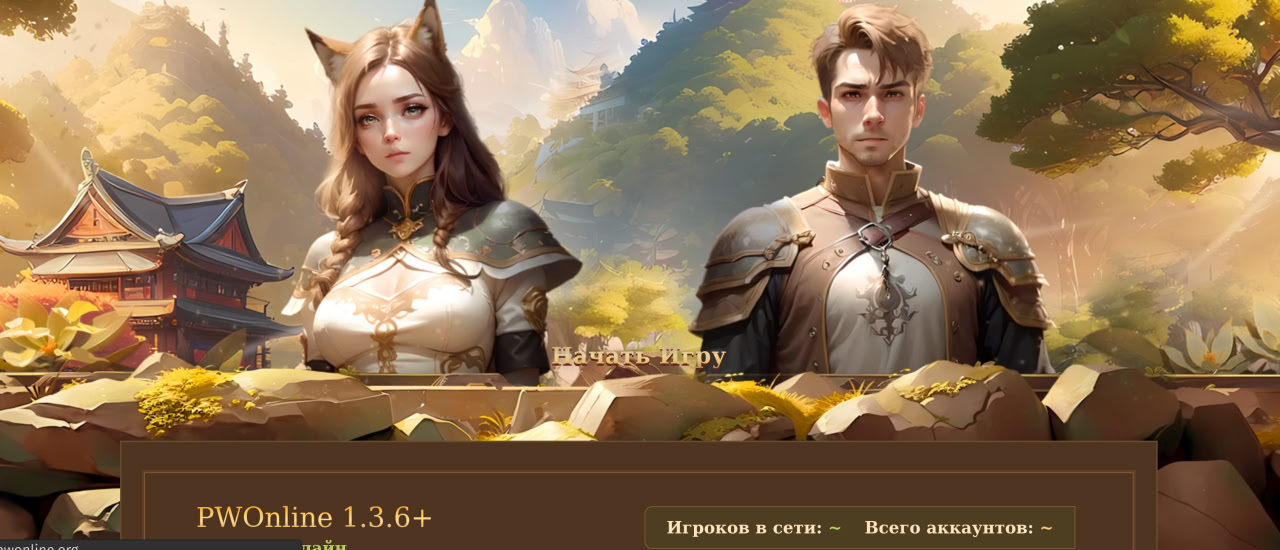 Начать Игру
PWOnline 1.3.6+
Игроков в сети: ~ Всего аккаунтов: ~